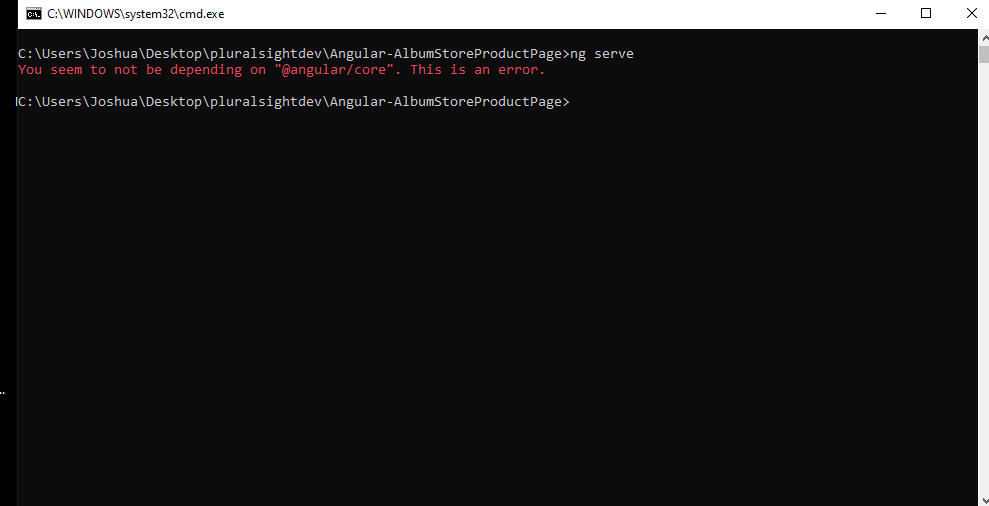 C:\WINDOWS\system32\cmd.exe
C:\Users\Joshua\Desktop\pluralsightdev\Angular-AlbumStoreProductPage>ng serve
You seem to not be depending on "@angular/core". This is an error.
C:\Users\Joshua\Desktop\pluralsightdev\Angular-AlbumStoreProductPage>